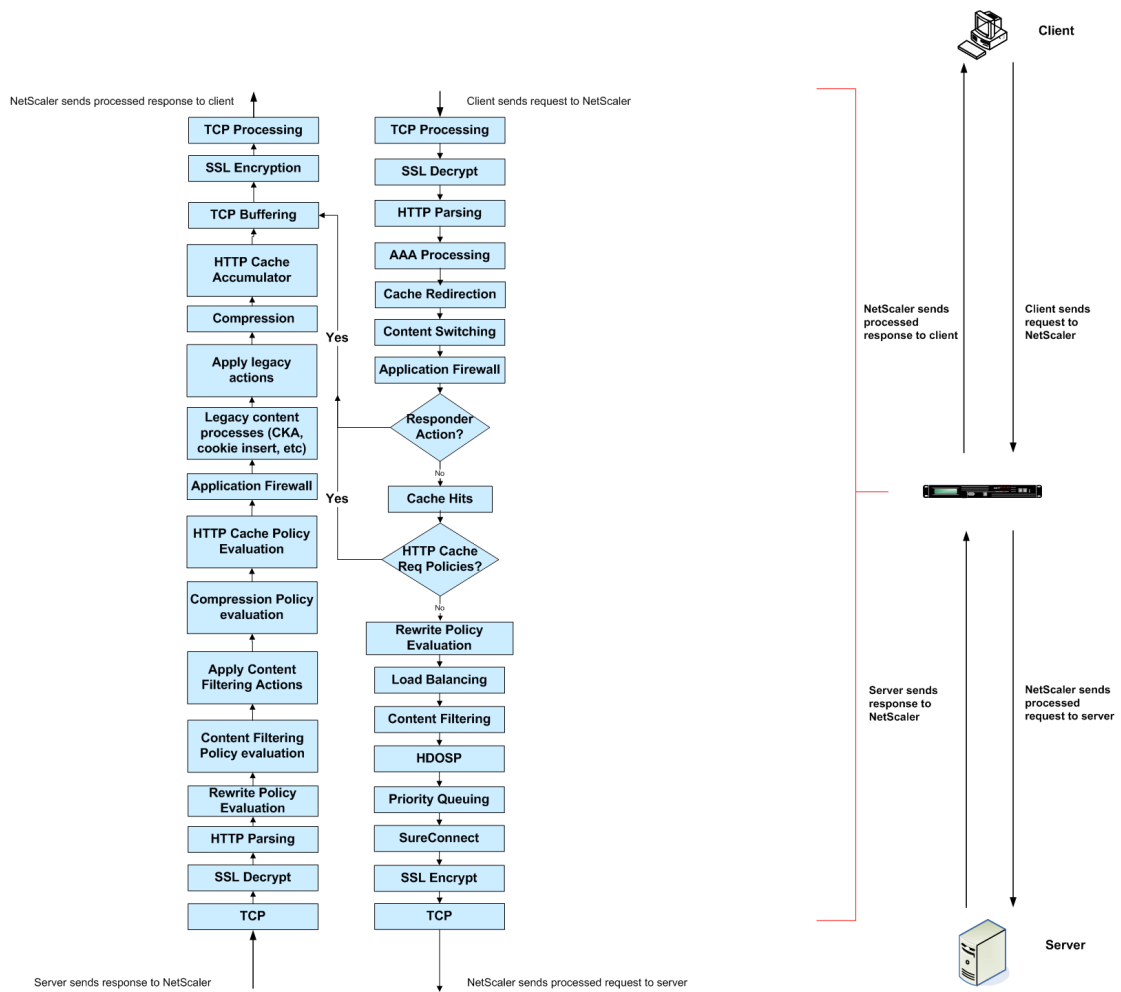 Client
NetScaler sends processed response to client
Client sends request to NetScaler
TCP Processing
SSL Encryption
TCP Buffering
HTTP Cache
Accumulator
Compression
Apply legacy
actions
Legacy content
processes (CKA,
cookie insert, etc)
Application Firewall
HTTP Cache Policy
Evaluation
Compression Policy
evaluation
Apply Content
Filtering Actions
Content Filtering
Policy evaluation
Rewrite Policy
Evaluation
HTTP Parsing
SSL Decrypt
TCP
Server sends response to NetScaler
TCP Processing
SSL Decrypt
HTTP Parsing
AAA Processing
Cache Redirection
Content Switching
Application Firewall
Yes
Responder
Action?
No
Cache Hits
Yes
HTTP Cache
Req Policies?
No
Rewrite Policy
Evaluation
Load Balancing
Content Filtering
HDOSP
Priority Queuing
SureConnect
SSL Encrypt
TCP
NetScaler sends processed request to server
NetScaler sends
processed
response to client
Client sends
request to
NetScaler
Server sends
response to
NetScaler
NetScaler sends
processed
request to server
Server